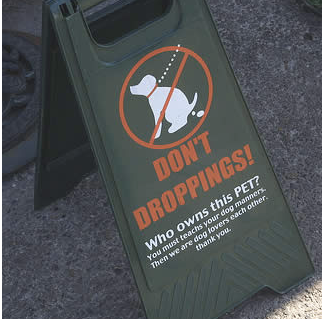 DON'T
DROPPINGS!
Who owns this PET?
You must teachs your dog manners.
Then we are dog lovers each other.
thank you.